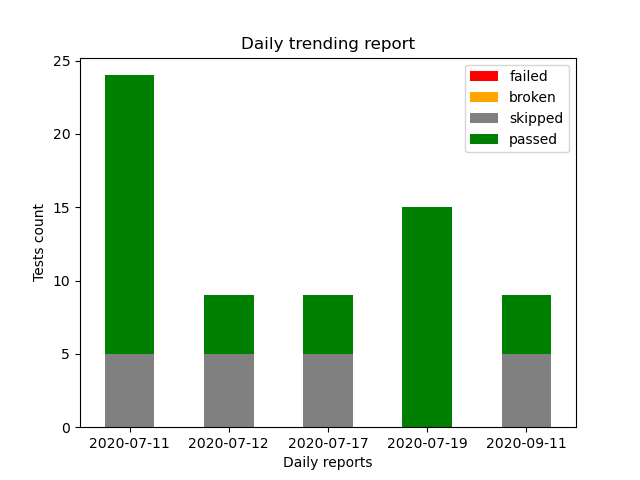 Daily trending report
failed
broken
skipped
passed
Tests count
25
20
15
10
5
0
2020-07-11 2020-07-12 2020-07-17 2020-07-19 2020-09-11
Daily reports